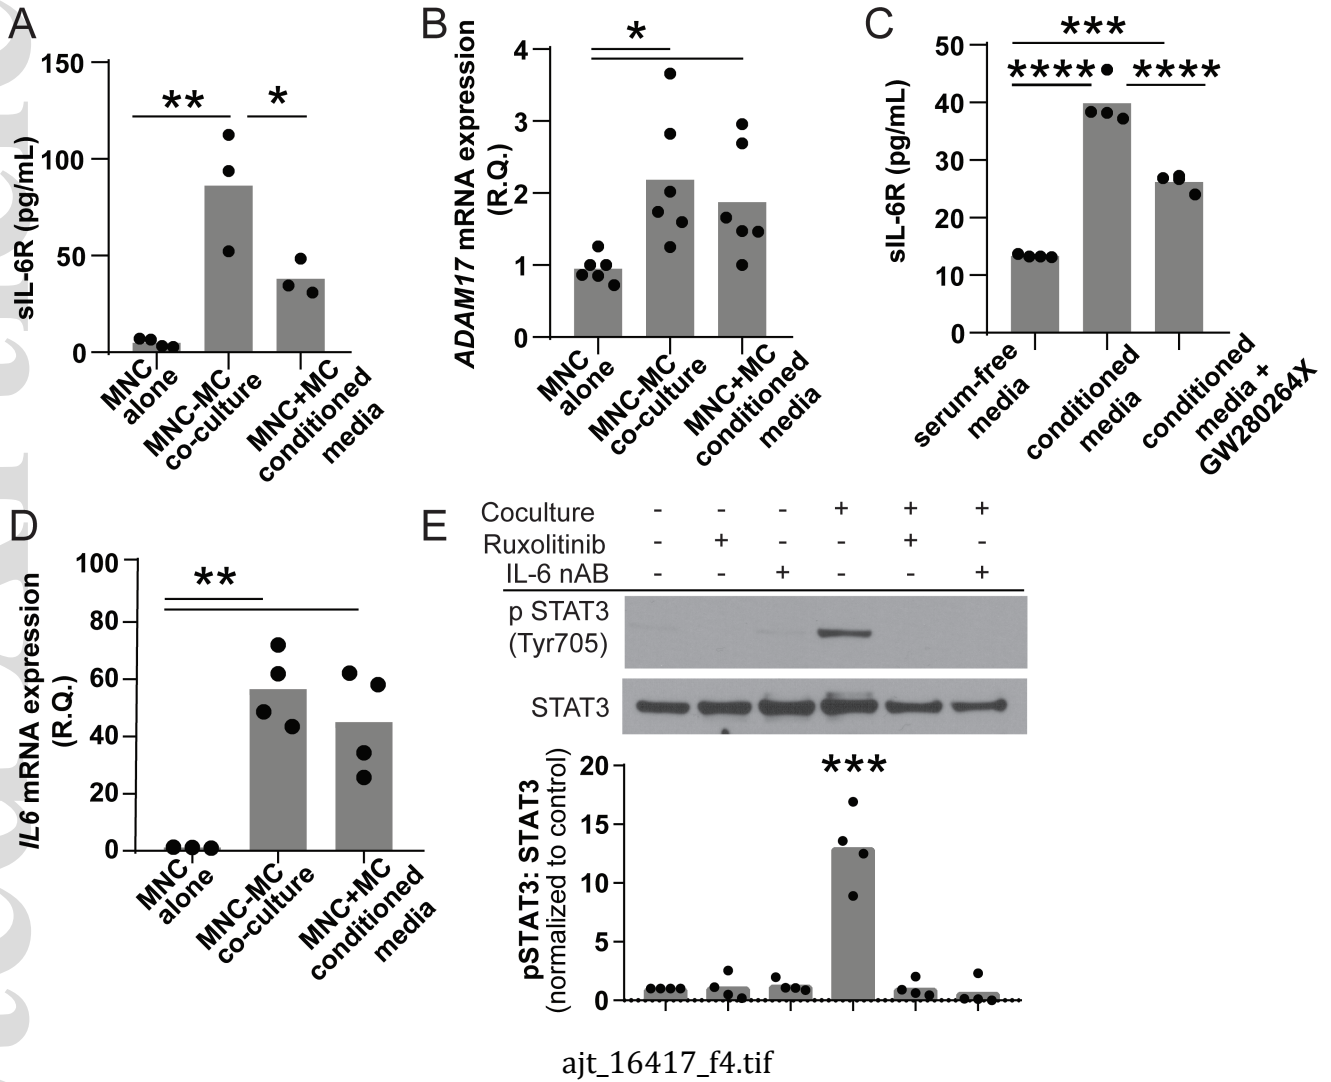 A
150
100
50
0
sIL-6R (pg/mL)
**
*
MNC
alone
MNC-MC
co-culture
MNC+MC
conditioned
media
B
4
3
2
1
0
ADAM17 mRNA expression
(R.Q.)
*
MNC
alone
MNC-MC
co-culture
MNC+MC
conditioned
media
C
50
40
30
20
10
0
sIL-6R (pg/mL)
***
****
****
serum-free
media
conditioned
media
conditioned
media +
GW280264X
D
100
80
60
40
20
0
IL6 mRNA expression
(R.Q.)
**
MNC
alone
MNC-MC
co-culture
MNC+MC
conditioned
media
E
Coculture - - - + + +
Ruxolitinib - + - - + -
IL-6 nAB - - + - - +
p STAT3
(Tyr705)
STAT3
20
15
10
5
0
pSTAT3: STAT3
(normalized to control)
***
ajt_16417_f4.tif